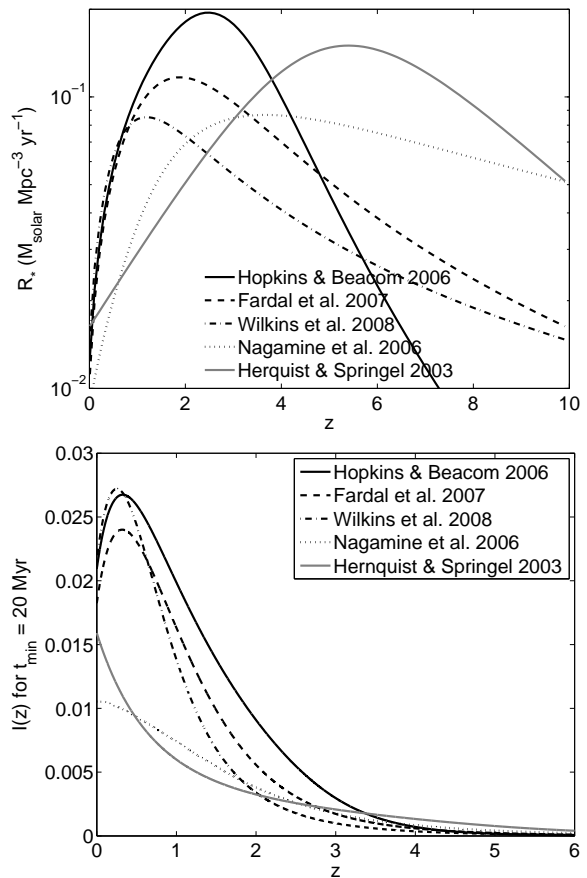 10⁻¹
10⁻²
R* (M_solar Mpc⁻³ yr⁻¹)
Hopkins & Beacom 2006
Fardal et al. 2007
Wilkins et al. 2008
Nagamine et al. 2006
Herquist & Springel 2003
0 2 4 6 8 10
z
0.03
0.025
0.02
0.015
0.01
0.005
0
I(z) for t_min = 20 Myr
Hopkins & Beacom 2006
Fardal et al. 2007
Wilkins et al. 2008
Nagamine et al. 2006
Hernquist & Springel 2003
0 1 2 3 4 5 6
z